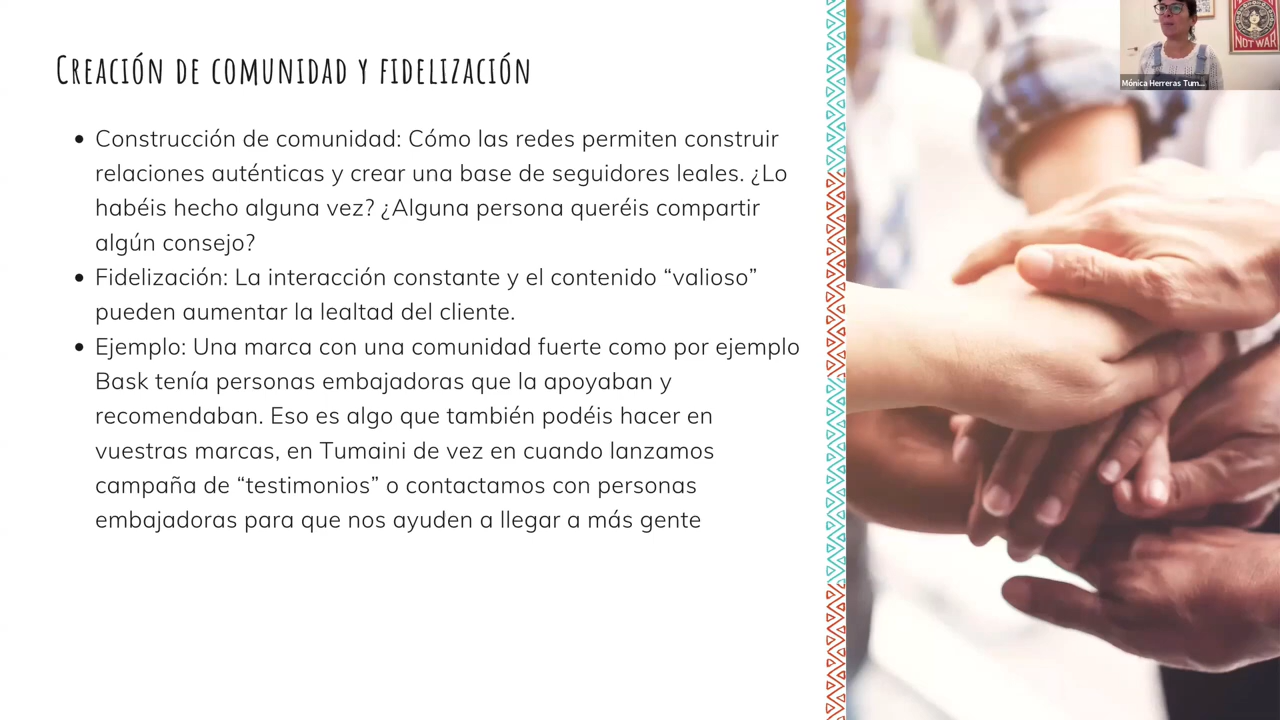 Creación de comunidad y fidelización
Construcción de comunidad: Cómo las redes permiten construir
relaciones auténticas y crear una base de seguidores leales. ¿Lo
habéis hecho alguna vez? ¿Alguna persona queréis compartir
algún consejo?
Fidelización: La interacción constante y el contenido “valioso”
pueden aumentar la lealtad del cliente.
Ejemplo: Una marca con una comunidad fuerte como por ejemplo
Bask tenía personas embajadoras que la apoyaban y
recomendaban. Eso es algo que también podéis hacer en
vuestras marcas, en Tumaini de vez en cuando lanzamos
campaña de “testimonios” o contactamos con personas
embajadoras para que nos ayuden a llegar a más gente
NOT WAR
Mónica Herreras Tum...